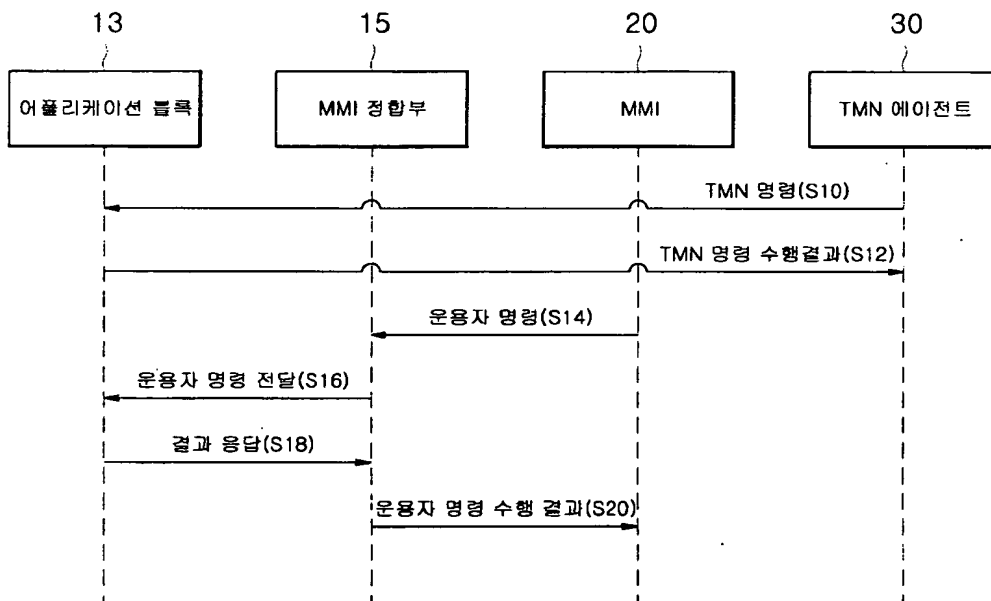 13
15
20
30
어플리케이션 블록
MMI 정합부
MMI
TMN 에이전트
TMN 명령(S10)
TMN 명령 수행결과(S12)
운용자 명령(S14)
운용자 명령 전달(S16)
결과 응답(S18)
운용자 명령 수행 결과(S20)